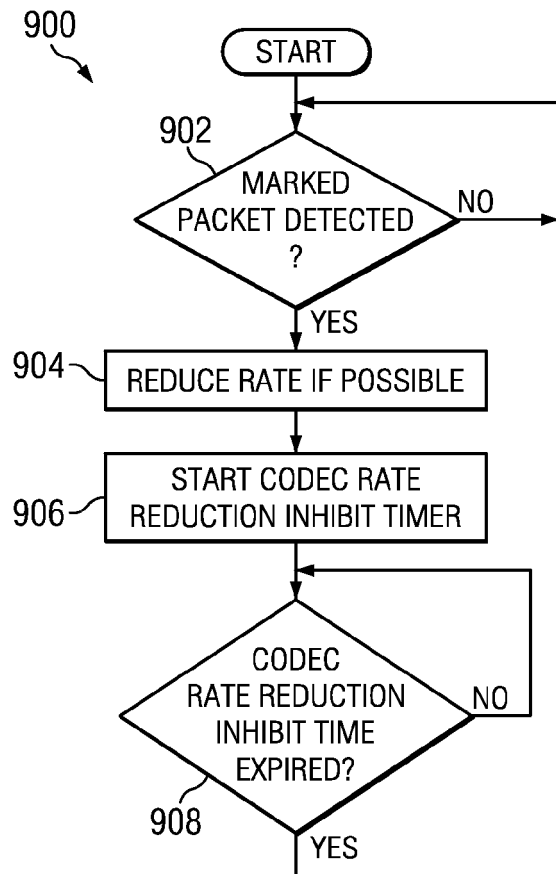 900
START
902
MARKED
PACKET DETECTED
?
NO
YES
904
REDUCE RATE IF POSSIBLE
906
START CODEC RATE
REDUCTION INHIBIT TIMER
CODEC
RATE REDUCTION
INHIBIT TIME
EXPIRED?
NO
908
YES